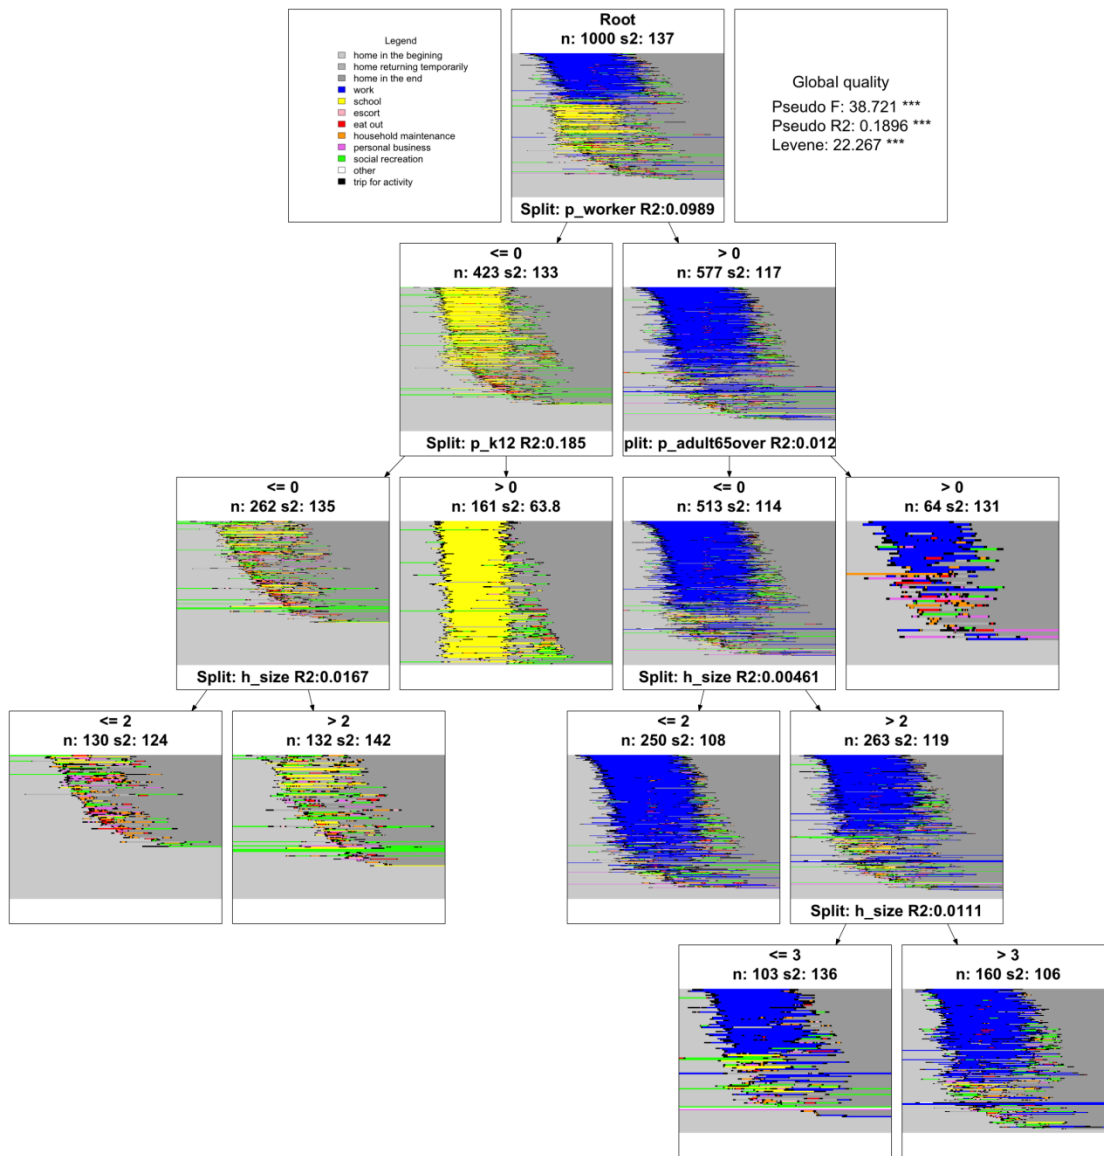 Legend
home in the begining
home returning temporarily
home in the end
work
school
escort
eat out
household maintenance
personal business
social recreation
other
trip for activity
Root
n: 1000 s2: 137
Split: p_worker R2:0.0989
Global quality
Pseudo F: 38.721 ***
Pseudo R2: 0.1896 ***
Levene: 22.267 ***
<= 0
n: 423 s2: 133
Split: p_k12 R2:0.185
> 0
n: 577 s2: 117
plit: p_adult65over R2:0.012
<= 0
n: 262 s2: 135
Split: h_size R2:0.0167
> 0
n: 161 s2: 63.8
<= 0
n: 513 s2: 114
Split: h_size R2:0.00461
> 0
n: 64 s2: 131
<= 2
n: 130 s2: 124
> 2
n: 132 s2: 142
<= 2
n: 250 s2: 108
> 2
n: 263 s2: 119
Split: h_size R2:0.0111
<= 3
n: 103 s2: 136
> 3
n: 160 s2: 106